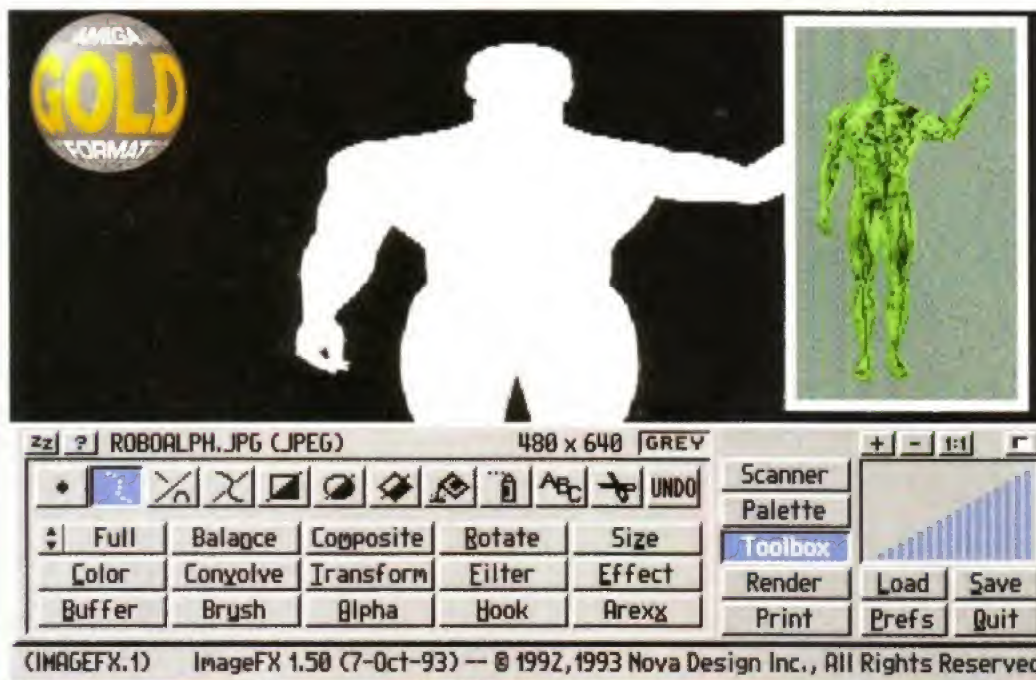 AMIGA
GOLD
FORMAT
zz ? ROBOALPH.JPG (JPEG) 480 x 640 GREY + - 1:1
ABC UNDO
Scanner
Palette
Toolbox
Render
Print
Full Balance Composite Rotate Size
Color Convolve Transform Filter Effect
Buffer Brush Alpha Hook Arexx
Load Save
Prefs Quit
(IMAGEFX.1) ImageFX 1.50 (7-Oct-93) -- © 1992,1993 Nova Design Inc., All Rights Reserved